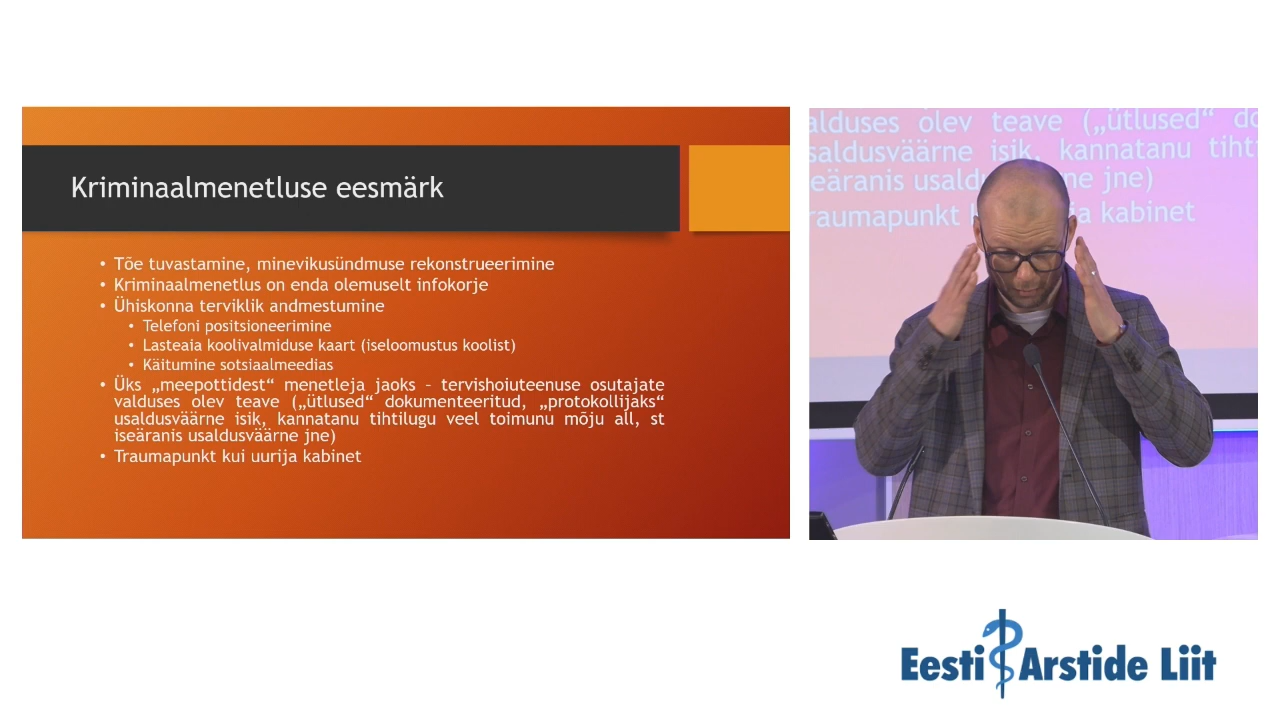 Kriminaalmenetluse eesmärk
• Tõe tuvastamine, minevikusündmuse rekonstrueerimine
• Kriminaalmenetlus on enda olemuselt infokorje
• Ühiskonna terviklik andmestumine
• Telefoni positsioneerimine
• Lasteaia koolivalmiduse kaart (iseloomustus koolist)
• Käitumine sotsiaalmeedias
• Üks „meepottidest“ menetleja jaoks – tervishoiuteenuse osutajate
valduses olev teave („ütlused“ dokumenteeritud, „protokollijaks“
usaldusväärne isik, kannatanu tihtilugu veel toimunu mõju all, st
iseäranis usaldusväärne jne)
• Traumapunkt kui uurija kabinet
alduses olev teave („ütlused“ do
saldusväärne isik, kannatanu tiht
eäranis usald ne jne)
raumapunkt k ja kabinet
Eesti Arstide Liit